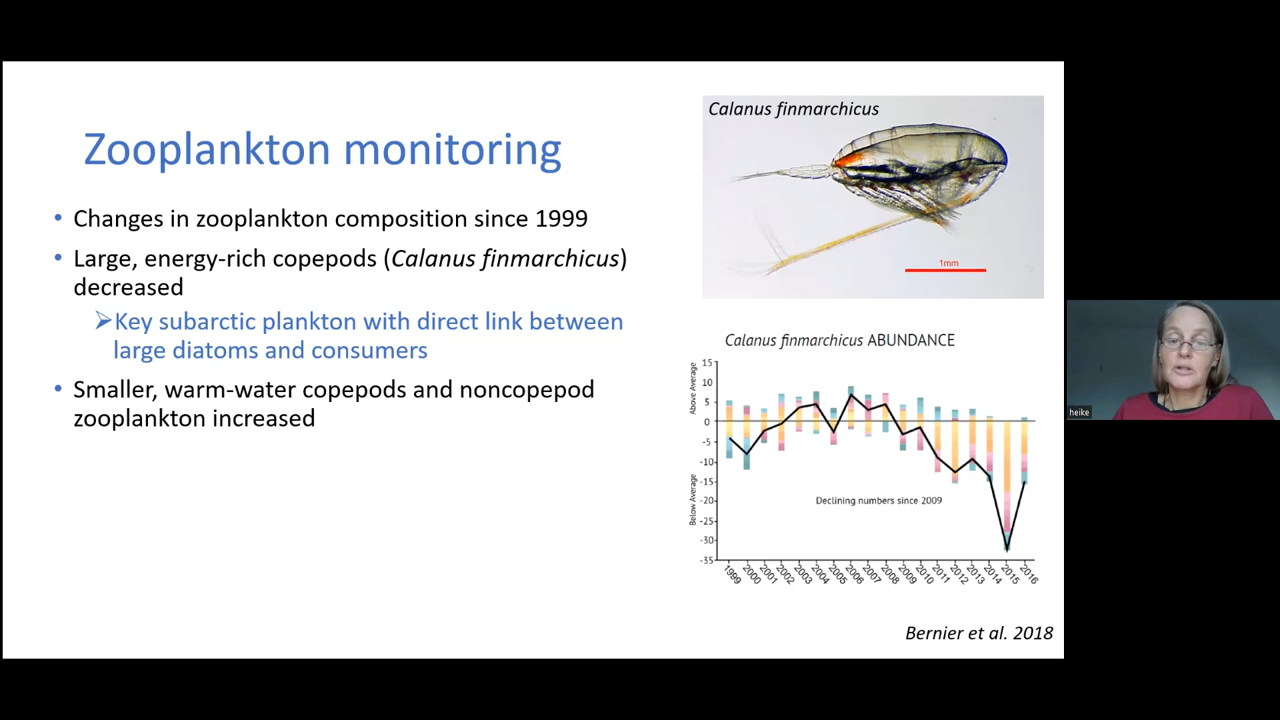 Zooplankton monitoring
• Changes in zooplankton composition since 1999
• Large, energy-rich copepods (Calanus finmarchicus)
decreased
➢Key subarctic plankton with direct link between
large diatoms and consumers
• Smaller, warm-water copepods and noncopepod
zooplankton increased
Calanus finmarchicus
1mm
Calanus finmarchicus ABUNDANCE
Above Average
Below Average
15
10
5
0
-5
-10
-15
-20
-25
-30
-35
Declining numbers since 2009
1999 2000 2001 2002 2003 2004 2005 2006 2007 2008 2009 2010 2011 2012 2013 2014 2015 2016
Bernier et al. 2018
heike